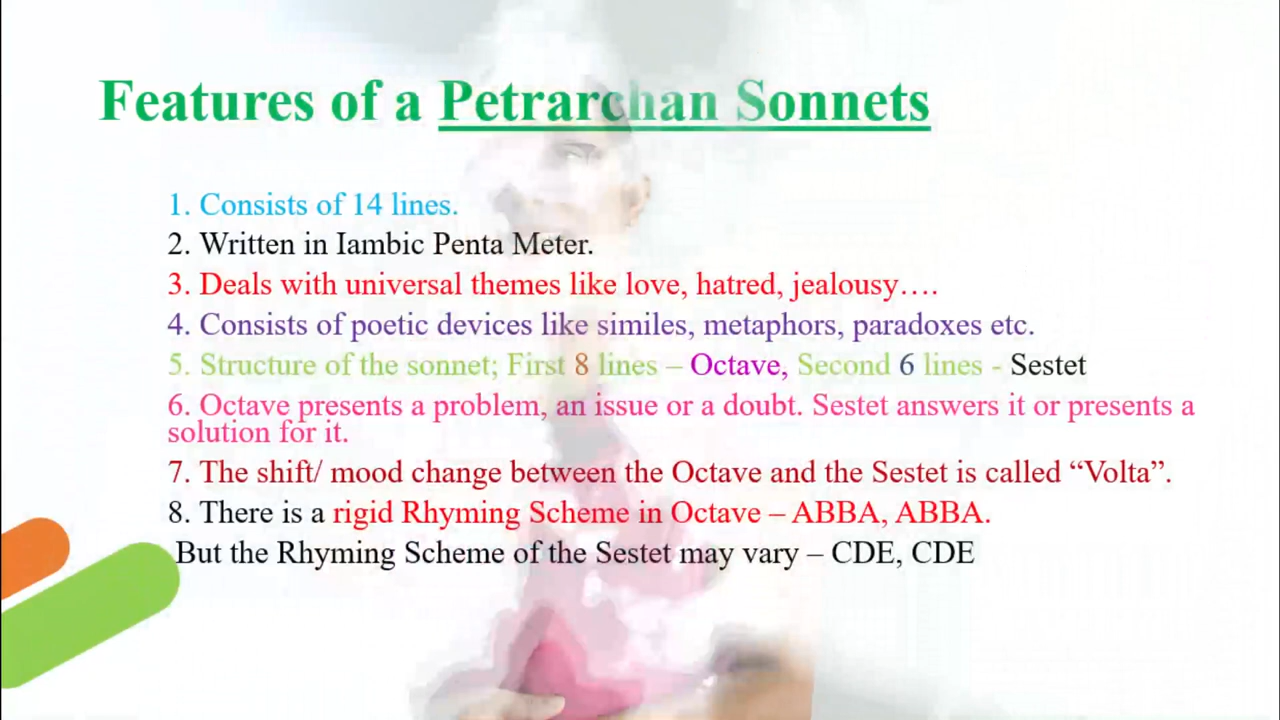 Features of a Petrarchan Sonnets
1. Consists of 14 lines.
2. Written in Iambic Penta Meter.
3. Deals with universal themes like love, hatred, jealousy….
4. Consists of poetic devices like similes, metaphors, paradoxes etc.
5. Structure of the sonnet; First 8 lines – Octave, Second 6 lines - Sestet
6. Octave presents a problem, an issue or a doubt. Sestet answers it or presents a
solution for it.
7. The shift/ mood change between the Octave and the Sestet is called “Volta”.
8. There is a rigid Rhyming Scheme in Octave – ABBA, ABBA.
But the Rhyming Scheme of the Sestet may vary – CDE, CDE